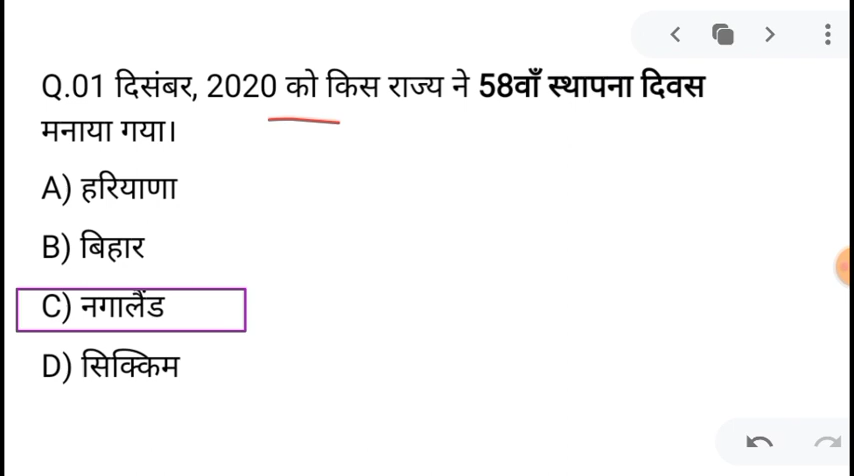 Q.01 दिसंबर, 2020 को किस राज्य ने 58वाँ स्थापना दिवस
मनाया गया।
A) हरियाणा
B) बिहार
C) नगालैंड
D) सिक्किम